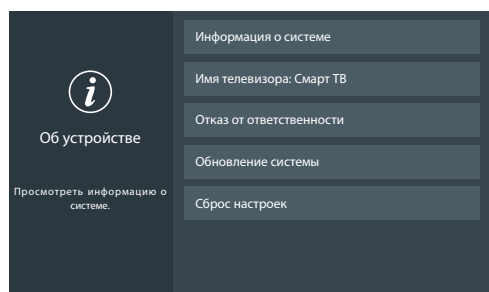 Об устройстве
Просмотреть информацию о
системе.
Информация о системе
Имя телевизора: Смарт ТВ
Отказ от ответственности
Обновление системы
Сброс настроек